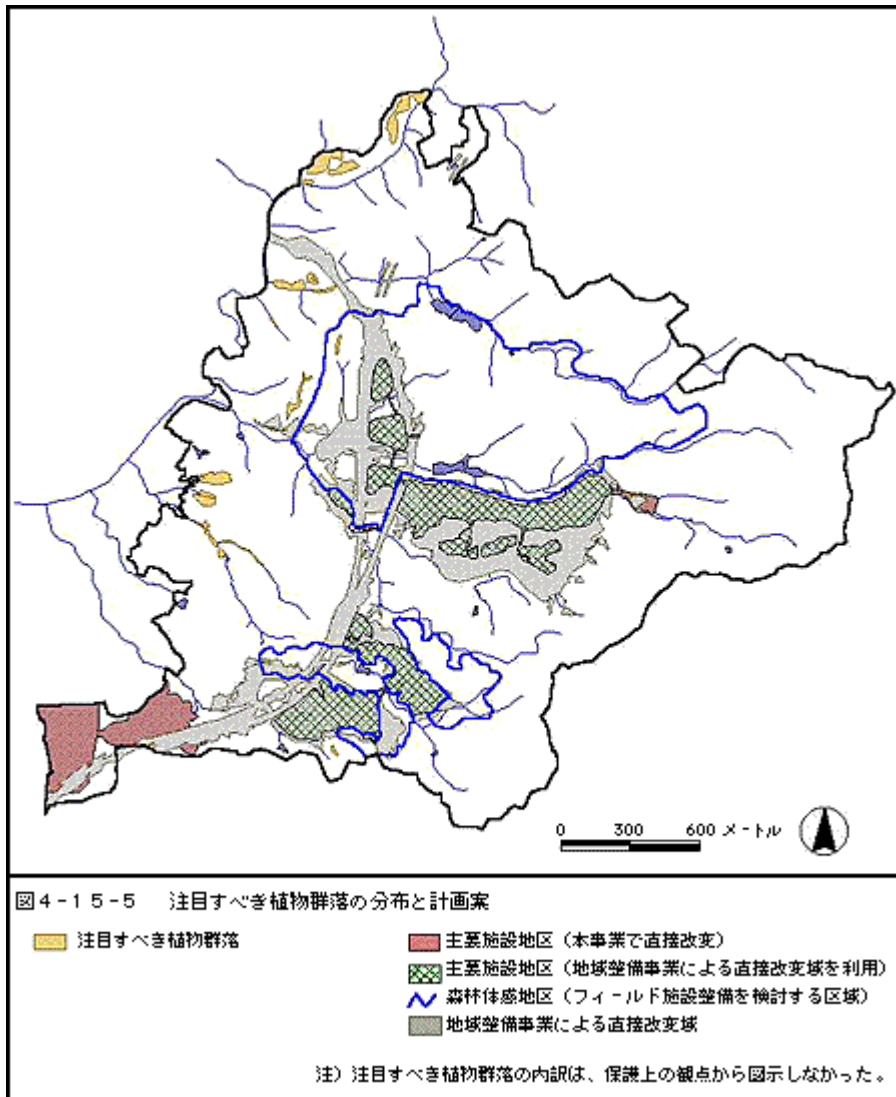 0 300 600 メートル
図4-15-5 注目すべき植物群落の分布と計画案
注目すべき植物群落
主要施設地区（本事業で直接改変）
主要施設地区（地域整備事業による直接改変域を利用）
森林体感地区（フィールド施設整備を検討する区域）
地域整備事業による直接改変域
注）注目すべき植物群落の内訳は、保護上の観点から図示しなかった。